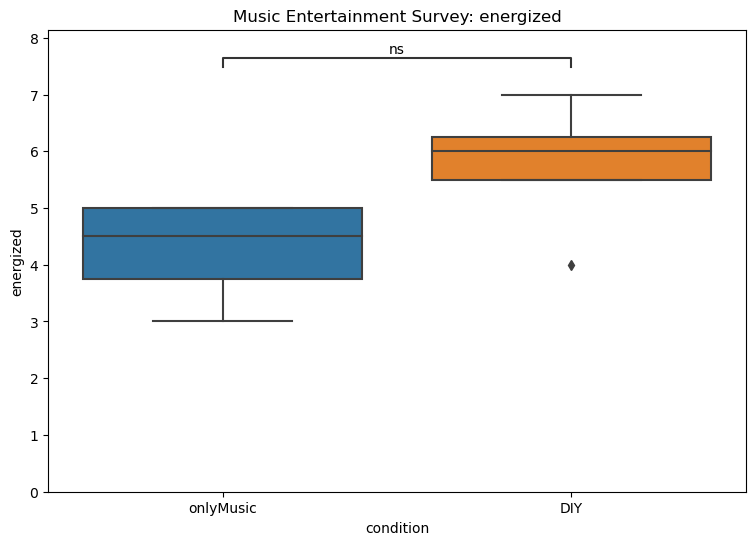 Music Entertainment Survey: energized
ns
8
7
6
5
4
3
2
1
0
energized
onlyMusic
DIY
condition